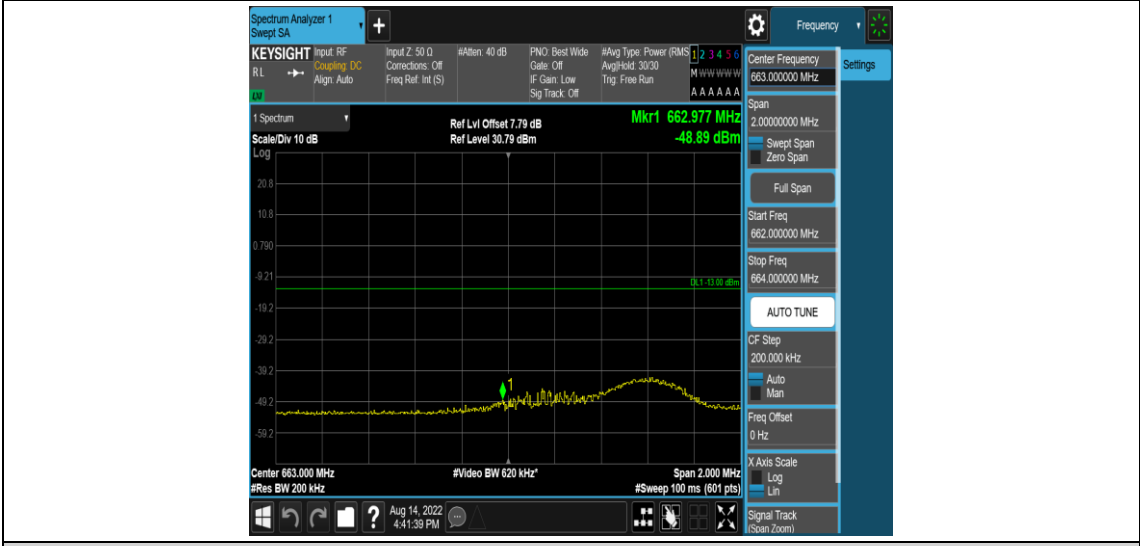 Spectrum Analyzer 1
Swept SA
+
Frequency
KEYSIGHT
RL
Input: RF
Coupling: DC
Align: Auto
Input Z: 50 Ω
Corrections: Off
Freq Ref: Int (S)
#Atten: 40 dB
PNO: Best Wide
Gate: Off
IF Gain: Low
Sig Track: Off
#Avg Type: Power (RMS
Avg|Hold: 30/30
Trig: Free Run
1 2 3 4 5 6
M W W W W W
A A A A A A
1 Spectrum
Scale/Div 10 dB
Log
Ref Lvl Offset 7.79 dB
Ref Level 30.79 dBm
Mkr1 662.977 MHz
-48.89 dBm
20.8
10.8
0.790
-9.21
DL1 -13.00 dBm
-19.2
-29.2
-39.2
1
-49.2
-59.2
Center 663.000 MHz
#Video BW 620 kHz*
Span 2.000 MHz
#Res BW 200 kHz
#Sweep 100 ms (601 pts)
?
Aug 14, 2022
4:41:39 PM
Center Frequency
663.000000 MHz
Settings
Span
2.00000000 MHz
Swept Span
Zero Span
Full Span
Start Freq
662.000000 MHz
Stop Freq
664.000000 MHz
AUTO TUNE
CF Step
200.000 kHz
Auto
Man
Freq Offset
0 Hz
X Axis Scale
Log
Lin
Signal Track
(Span Zoom)